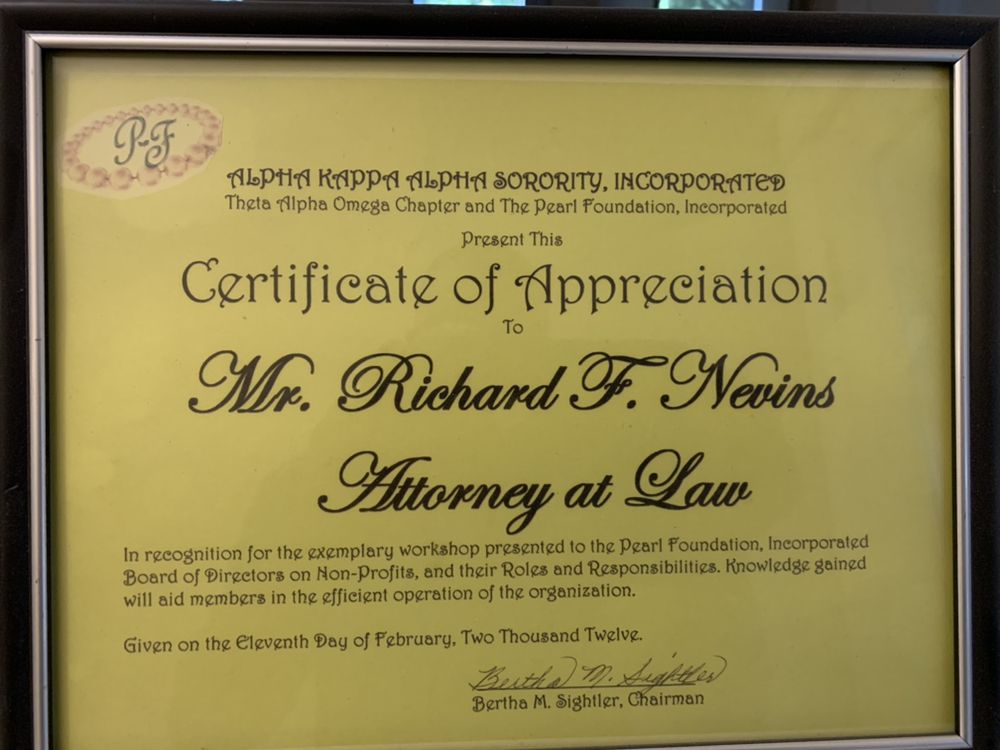 P-F
ALPHA KAPPA ALPHA SORORITY, INCORPORATED
Theta Alpha Omega Chapter and The Pearl Foundation, Incorporated
Present This
Certificate of Appreciation
To
Mr. Richard F. Nevins
Attorney at Law
In recognition for the exemplary workshop presented to the Pearl Foundation, Incorporated
Board of Directors on Non-Profits, and their Roles and Responsibilities. Knowledge gained
will aid members in the efficient operation of the organization.
Given on the Eleventh Day of February, Two Thousand Twelve.
Bertha M. Sightler
Bertha M. Sightler, Chairman